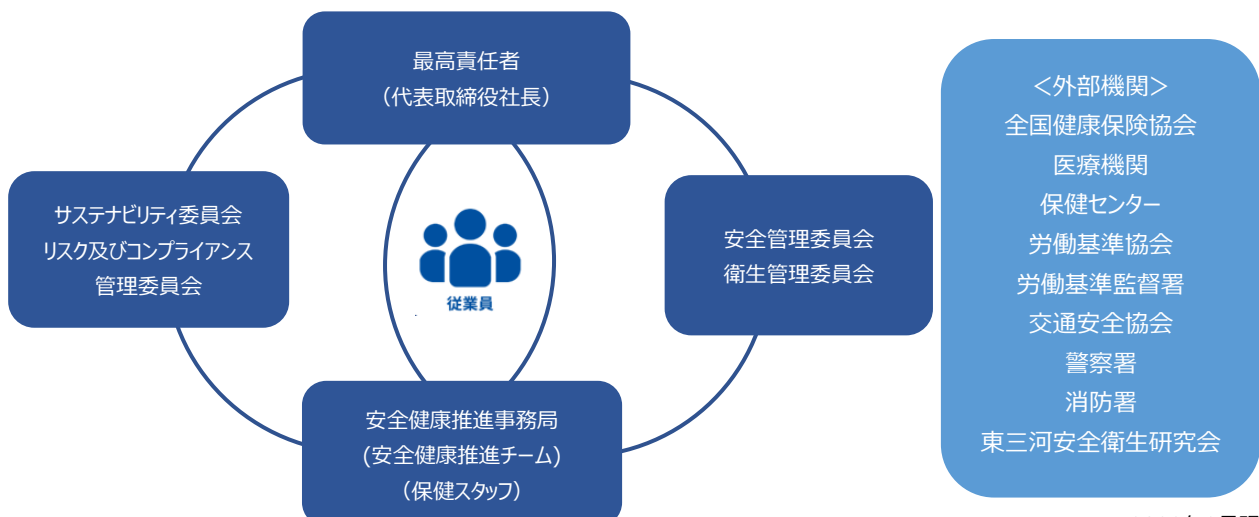 最高責任者
（代表取締役社長）
サステナビリティ委員会
リスク及びコンプライアンス
管理委員会
従業員
安全管理委員会
衛生管理委員会
安全健康推進事務局
(安全健康推進チーム)
（保健スタッフ）
＜外部機関＞
全国健康保険協会
医療機関
保健センター
労働基準協会
労働基準監督署
交通安全協会
警察署
消防署
東三河安全衛生研究会